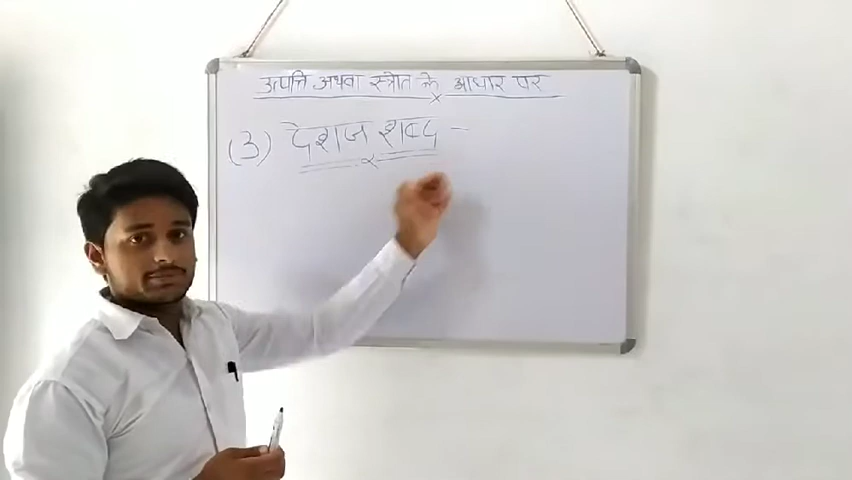 उत्पत्ति अथवा स्त्रोत के आधार पर
(3) देशज शब्द –